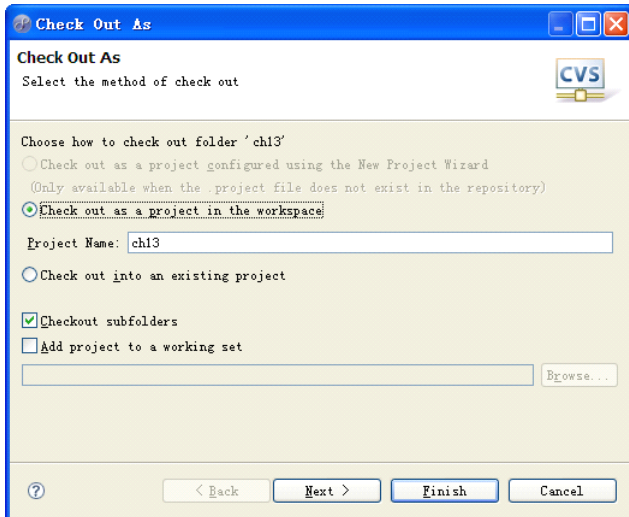 Check Out As
Check Out As
Select the method of check out
CVS
Choose how to check out folder 'ch13'
Check out as a project configured using the New Project Wizard
(Only available when the .project file does not exist in the repository)
Check out as a project in the workspace
Project Name: ch13
Check out into an existing project
Checkout subfolders
Add project to a working set
Browse...
? < Back Next > Finish Cancel